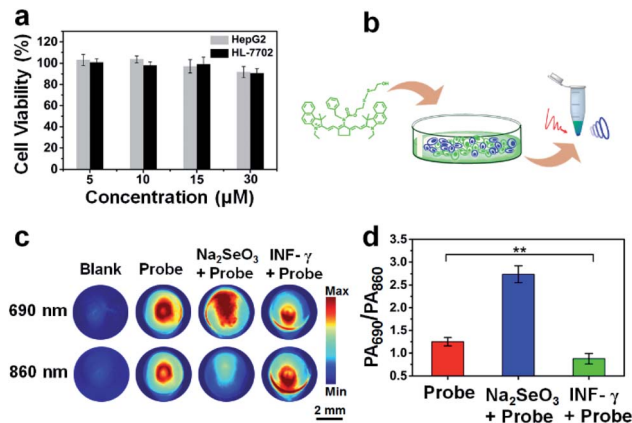 a
Cell Viability (%)
120
100
80
60
40
20
0
HepG2
HL-7702
5 10 15 30
Concentration (µM)
b
OH
c
Blank Probe Na₂SeO₃ + Probe INF-γ + Probe
690 nm
860 nm
Max
Min
2 mm
d
PA₆₉₀/PA₈₆₀
3.5
3.0
2.5
2.0
1.5
1.0
0.5
**
Probe Na₂SeO₃ + Probe INF-γ + Probe